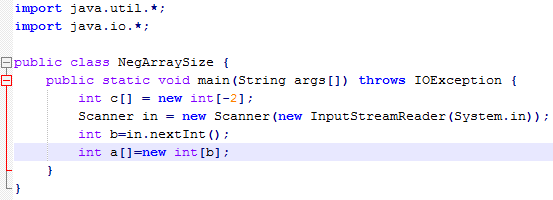 import java.util.*;
import java.io.*;
public class NegArraySize {
public static void main(String args[]) throws IOException {
int c[] = new int[-2];
Scanner in = new Scanner(new InputStreamReader(System.in));
int b=in.nextInt();
int a[]=new int[b];
}
}